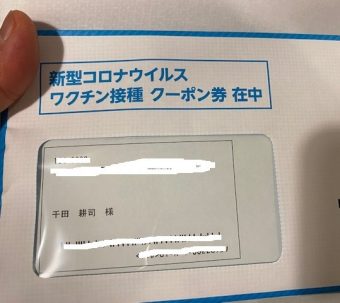 新型コロナウイルス
ワクチン接種 クーポン券 在中
千田 耕司 様